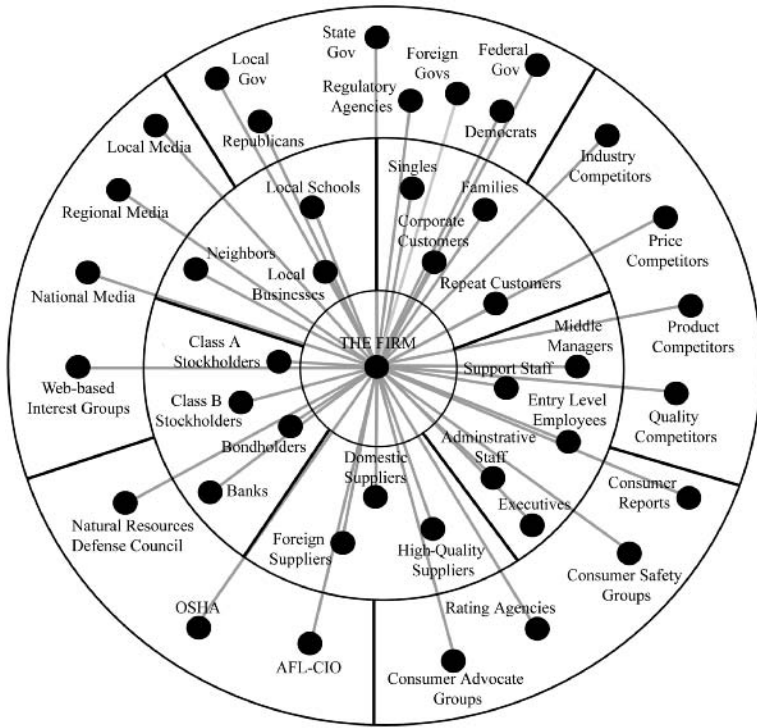 State
Gov
Foreign
Govs
Federal
Gov
Local
Gov
Regulatory
Agencies
Republicans
Democrats
Local Media
Industry
Competitors
Singles
Families
Local Schools
Regional Media
Corporate
Customers
Price
Competitors
Neighbors
Local
Businesses
Repeat Customers
National Media
Product
Competitors
Middle
Managers
Class A
Stockholders
THE FIRM
Support Staff
Web-based
Interest Groups
Class B
Stockholders
Entry Level
Employees
Quality
Competitors
Bondholders
Adminstrative
Staff
Domestic
Suppliers
Consumer
Reports
Banks
Executives
Natural Resources
Defense Council
Foreign
Suppliers
High-Quality
Suppliers
Consumer Safety
Groups
OSHA
Rating Agencies
AFL-CIO
Consumer Advocate
Groups